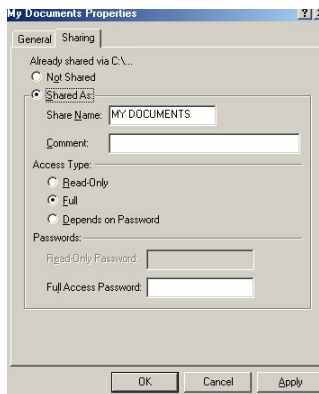 My Documents Properties
General Sharing
Already shared via C:\...
Not Shared
Shared As:
Share Name: MY DOCUMENTS
Comment:
Access Type:
Read-Only
Full
Depends on Password
Passwords:
Read-Only Password:
Full Access Password:
OK Cancel Apply